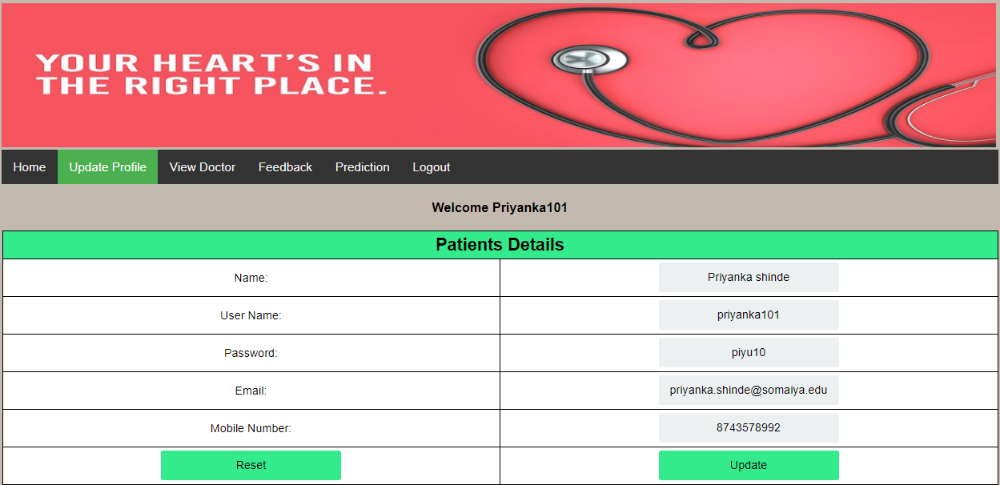 YOUR HEART'S IN
THE RIGHT PLACE.
Home Update Profile View Doctor Feedback Prediction Logout
Welcome Priyanka101
Patients Details
Name: Priyanka shinde
User Name: priyanka101
Password: piyu10
Email: priyanka.shinde@somaiya.edu
Mobile Number: 8743578992
Reset Update